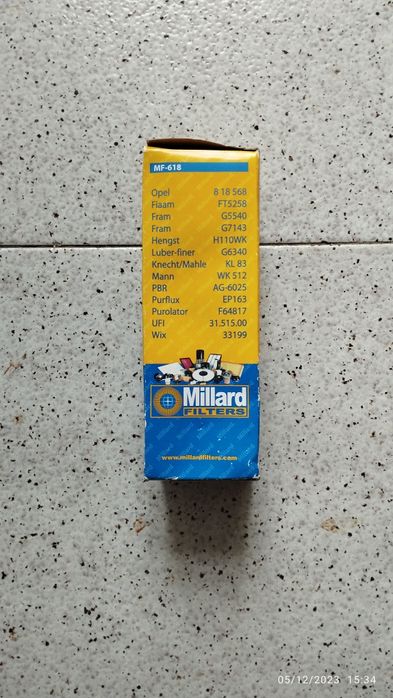 MF-618
Opel 8 18 568
Fiaam FT5258
Fram G5540
Fram G7143
Hengst H110WK
Luber-finer G6340
Knecht/Mahle KL 83
Mann WK 512
PBR AG-6025
Purflux EP163
Purolator F64817
UFI 31.515.00
Wix 33199
Millard
FILTERS
www.millardfilters.com
05/12/2023 15:34